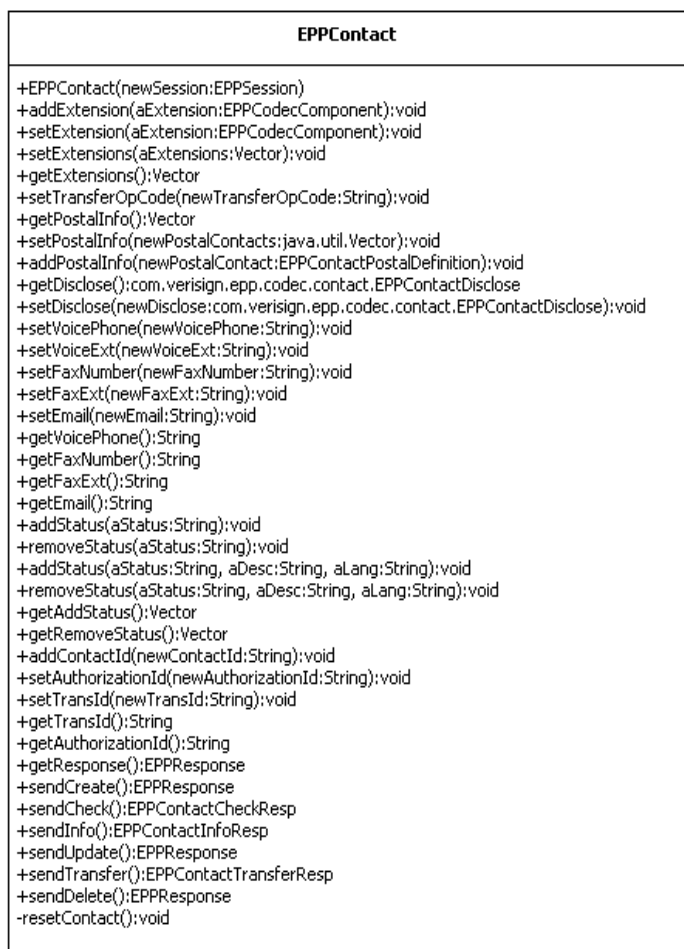 EPPContact
+EPPContact(newSession:EPPSession)
+addExtension(aExtension:EPPCodecComponent):void
+setExtension(aExtension:EPPCodecComponent):void
+setExtensions(aExtensions:Vector):void
+getExtensions():Vector
+setTransferOpCode(newTransferOpCode:String):void
+getPostalInfo():Vector
+setPostalInfo(newPostalContacts:java.util.Vector):void
+addPostalInfo(newPostalContact:EPPContactPostalDefinition):void
+getDisclose():com.verisign.epp.codec.contact.EPPContactDisclose
+setDisclose(newDisclose:com.verisign.epp.codec.contact.EPPContactDisclose):void
+setVoicePhone(newVoicePhone:String):void
+setVoiceExt(newVoiceExt:String):void
+setFaxNumber(newFaxNumber:String):void
+setFaxExt(newFaxExt:String):void
+setEmail(newEmail:String):void
+getVoicePhone():String
+getFaxNumber():String
+getFaxExt():String
+getEmail():String
+addStatus(aStatus:String):void
+removeStatus(aStatus:String):void
+addStatus(aStatus:String, aDesc:String, aLang:String):void
+removeStatus(aStatus:String, aDesc:String, aLang:String):void
+getAddStatus():Vector
+getRemoveStatus():Vector
+addContactId(newContactId:String):void
+setAuthorizationId(newAuthorizationId:String):void
+setTransId(newTransId:String):void
+getTransId():String
+getAuthorizationId():String
+getResponse():EPPResponse
+sendCreate():EPPResponse
+sendCheck():EPPContactCheckResp
+sendInfo():EPPContactInfoResp
+sendUpdate():EPPResponse
+sendTransfer():EPPContactTransferResp
+sendDelete():EPPResponse
-resetContact():void